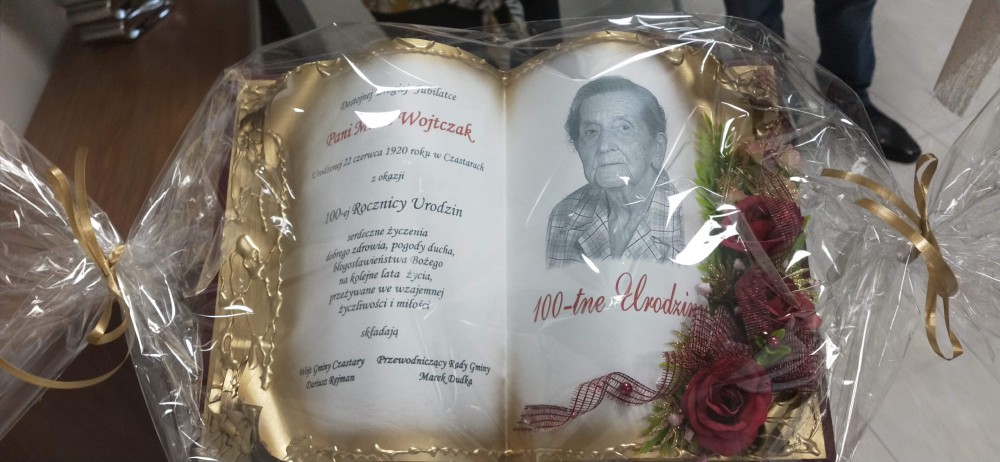 Dostojnej Drogiej Jubilatce
Pani Wojtczak
Urodzonej 22 czerwca 1920 roku w Czastarach
z okazji
100-ej Rocznicy Urodzin
serdeczne życzenia
dobrego zdrowia, pogody ducha,
błogosławieństwa Bożego
na kolejne lata życia,
przeżywane we wzajemnej
życzliwości i miłości
składają
Wójt Gminy Czastary
Dariusz Rejman
Przewodniczący Rady Gminy
Marek Dudka
100-tne Urodziny